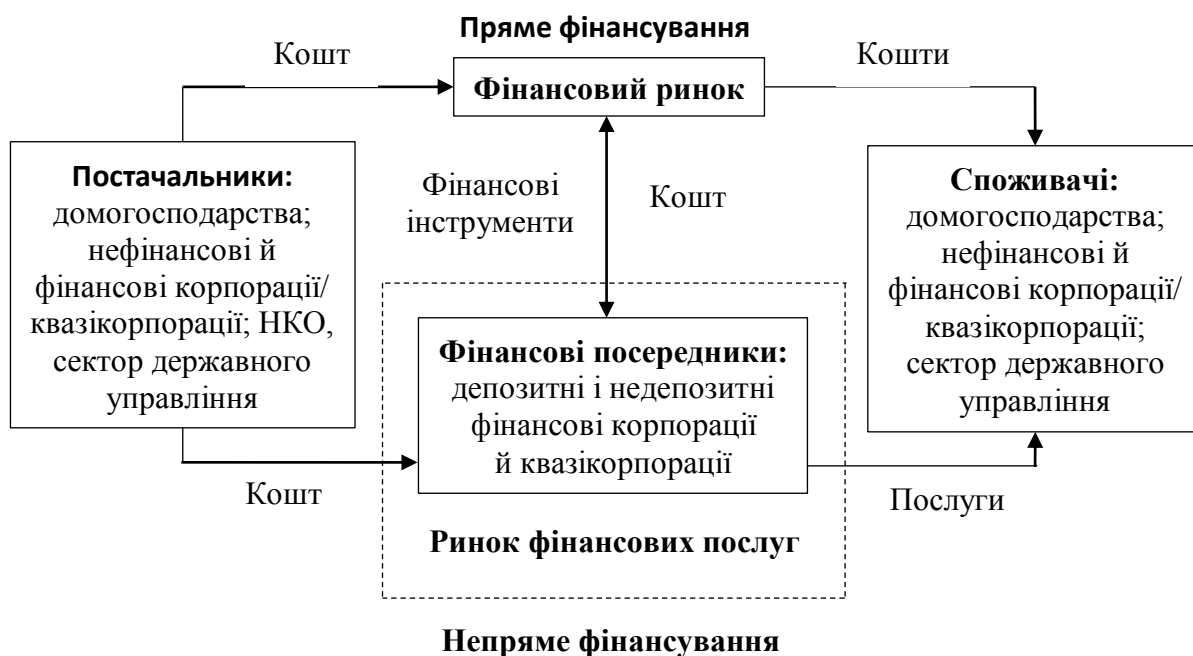 Пряме фінансування
Кошт
Кошти
Фінансовий ринок
Постачальники:
домогосподарства;
нефінансові й
фінансові корпорації/
квазікорпорації; НКО,
сектор державного
управління
Фінансові
інструменти
Кошт
Споживачі:
домогосподарства;
нефінансові й
фінансові корпорації/
квазікорпорації;
сектор державного
управління
Фінансові посередники:
депозитні і недепозитні
фінансові корпорації
й квазікорпорації
Кошт
Послуги
Ринок фінансових послуг
Непряме фінансування